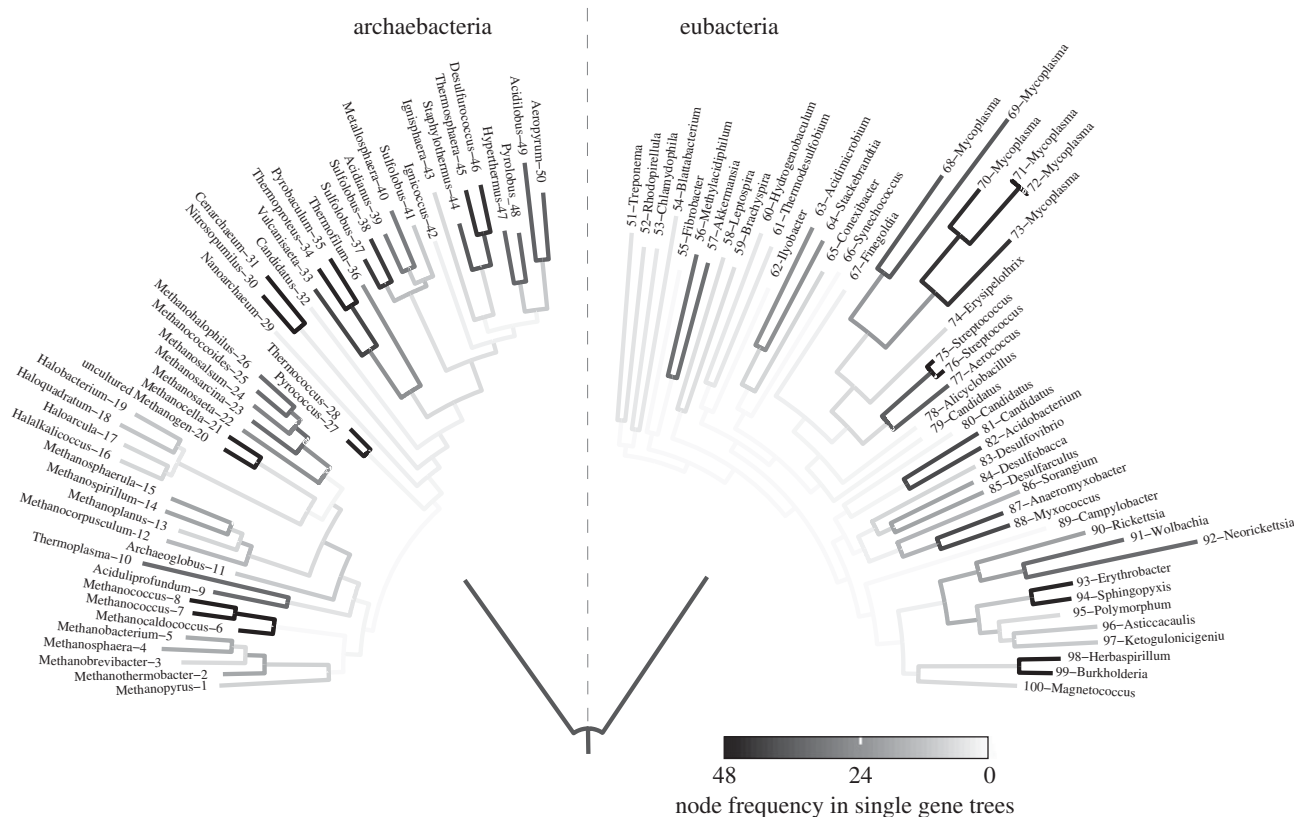 archaebacteria
eubacteria
Methanopyrus–1
Methanothermobacter–2
Methanobrevibacter–3
Methanosphaera–4
Methanobacterium–5
Methanocaldococcus–6
Methanococcus–7
Methanococcus–8
Aciduliprofundum–9
Thermoplasma–10
Archaeoglobus–11
Methanocorpusculum–12
Methanoplanus–13
Methanospirillum–14
Methanosphaerula–15
Halalkalicoccus–16
Haloarcula–17
Haloquadratum–18
Halobacterium–19
uncultured Methanogen–20
Methanocella–21
Methanosaeta–22
Methanosarcina–23
Methanosalsum–24
Methanococcoides–25
Methanohalophilus–26
Pyrococcus–27
Thermococcus–28
Nanoarchaeum–29
Nitrosopumilus–30
Cenarchaeum–31
Candidatus–32
Vulcanisaeta–33
Thermoproteus–34
Pyrobaculum–35
Thermofilum–36
Sulfolobus–37
Sulfolobus–38
Acidianus–39
Metallosphaera–40
Sulfolobus–41
Ignicoccus–42
Ignisphaera–43
Staphylothermus–44
Thermosphaera–45
Desulfurococcus–46
Hyperthermus–47
Pyrolobus_48
Acidilobus–49
Aeropyrum–50
51–Treponema
52–Rhodopirellula
53–Chlamydophila
54–Blattabacterium
55–Fibrobacter
56–Methylacidiphilum
57–Akkermansia
58–Leptospira
59–Brachyspira
60–Hydrogenobaculum
61–Thermodesulfobium
62–Ilyobacter
63–Acidimicrobium
64–Stackebrandtia
65–Conexibacter
66–Synechococcus
67–Finegoldia
68–Mycoplasma
69–Mycoplasma
70–Mycoplasma
71–Mycoplasma
72–Mycoplasma
73–Mycoplasma
74–Erysipelothrix
75–Streptococcus
76–Streptococcus
77–Aerococcus
78–Alicyclobacillus
79–Candidatus
80–Candidatus
81–Candidatus
82–Acidobacterium
83-Desulfovibrio
84–Desulfobacca
85–Desulfarculus
86–Sorangium
87–Anaeromyxobacter
88–Myxococcus
89–Campylobacter
90–Rickettsia
91–Wolbachia
92–Neorickettsia
93–Erythrobacter
94–Sphingopyxis
95–Polymorphum
96–Asticcacaulis
97–Ketogulonicigeniu
98–Herbaspirillum
99–Burkholderia
100–Magnetococcus
48 24 0
node frequency in single gene trees